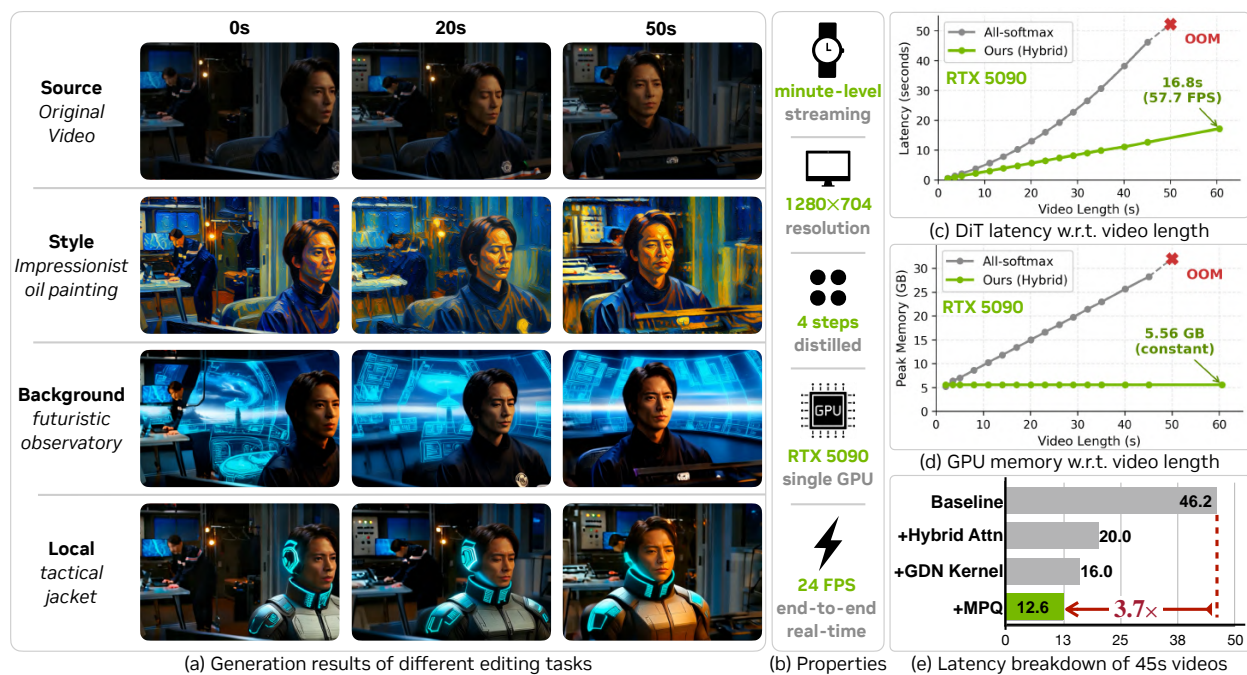 0s
20s
50s
Source
Original
Video
Style
Impressionist
oil painting
Background
futuristic
observatory
Local
tactical
jacket
(a) Generation results of different editing tasks
minute-level
streaming
1280×704
resolution
4 steps
distilled
GPU
RTX 5090
single GPU
24 FPS
end-to-end
real-time
(b) Properties
All-softmax
Ours (Hybrid)
RTX 5090
OOM
16.8s
(57.7 FPS)
Latency (seconds)
50
40
30
20
10
0
0
10
20
30
40
50
60
Video Length (s)
(c) DiT latency w.r.t. video length
All-softmax
Ours (Hybrid)
RTX 5090
OOM
5.56 GB
(constant)
Peak Memory (GB)
30
25
20
15
10
5
0
0
10
20
30
40
50
60
Video Length (s)
(d) GPU memory w.r.t. video length
Baseline
46.2
+Hybrid Attn
20.0
+GDN Kernel
16.0
+MPQ
12.6
3.7×
0
13
25
38
50
(e) Latency breakdown of 45s videos